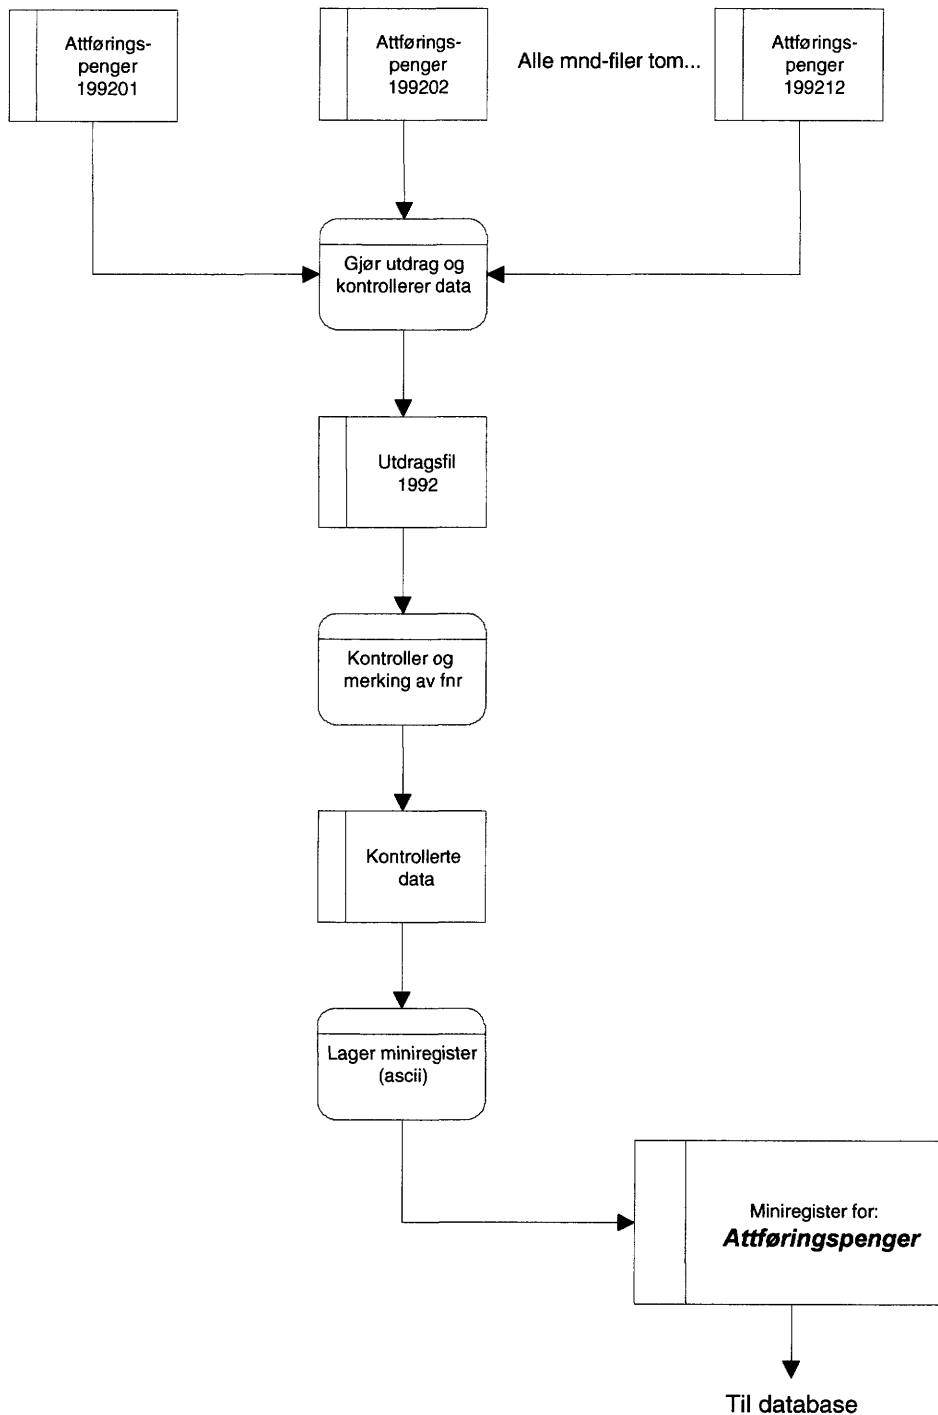 Attførings-
penger
199201
Attførings-
penger
199202
Alle mnd-filer tom...
Attførings-
penger
199212
Gjør utdrag og
kontrollerer data
Utdragsfil
1992
Kontroller og
merking av fnr
Kontrollerte
data
Lager miniregister
(ascii)
Miniregister for:
Attføringspenger
Til database